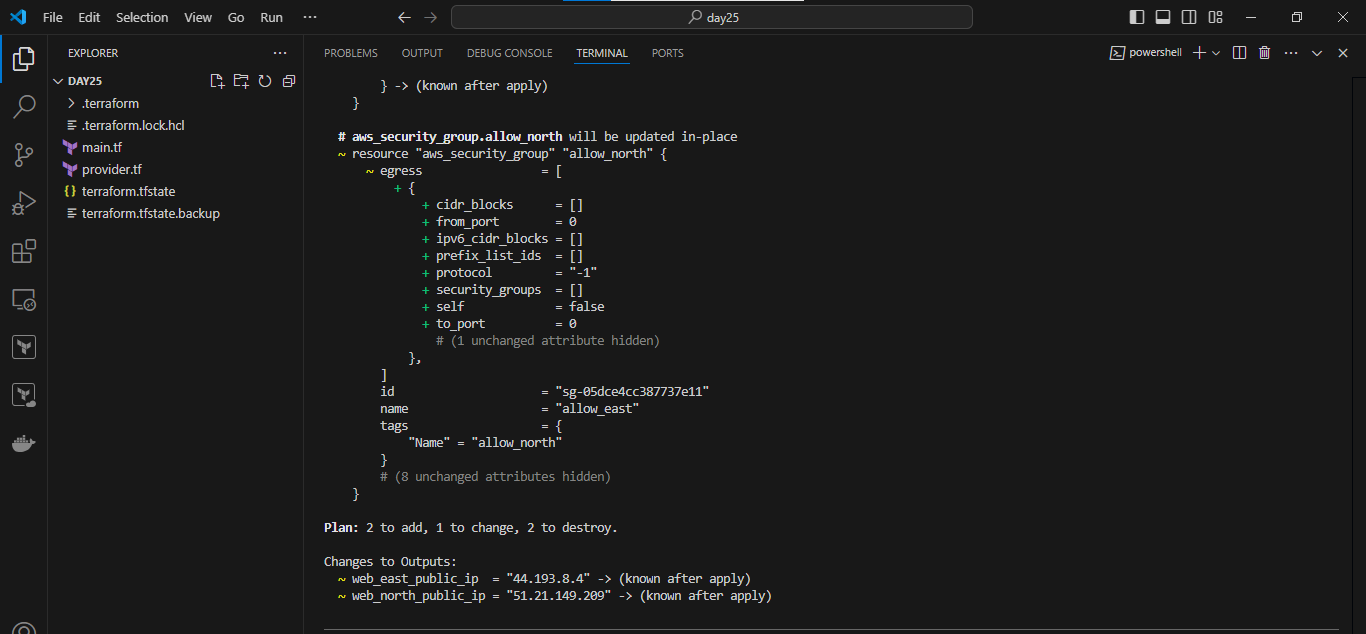 File Edit Selection View Go Run ··· day25
EXPLORER ···
DAY25
.terraform
.terraform.lock.hcl
main.tf
provider.tf
{} terraform.tfstate
terraform.tfstate.backup
PROBLEMS OUTPUT DEBUG CONSOLE TERMINAL PORTS powershell ···
} -> (known after apply)
}
# aws_security_group.allow_north will be updated in-place
~ resource "aws_security_group" "allow_north" {
~ egress = [
+ {
+ cidr_blocks = []
+ from_port = 0
+ ipv6_cidr_blocks = []
+ prefix_list_ids = []
+ protocol = "-1"
+ security_groups = []
+ self = false
+ to_port = 0
# (1 unchanged attribute hidden)
},
]
id = "sg-05dce4cc387737e11"
name = "allow_east"
tags = {
"Name" = "allow_north"
}
# (8 unchanged attributes hidden)
}
Plan: 2 to add, 1 to change, 2 to destroy.
Changes to Outputs:
~ web_east_public_ip = "44.193.8.4" -> (known after apply)
~ web_north_public_ip = "51.21.149.209" -> (known after apply)